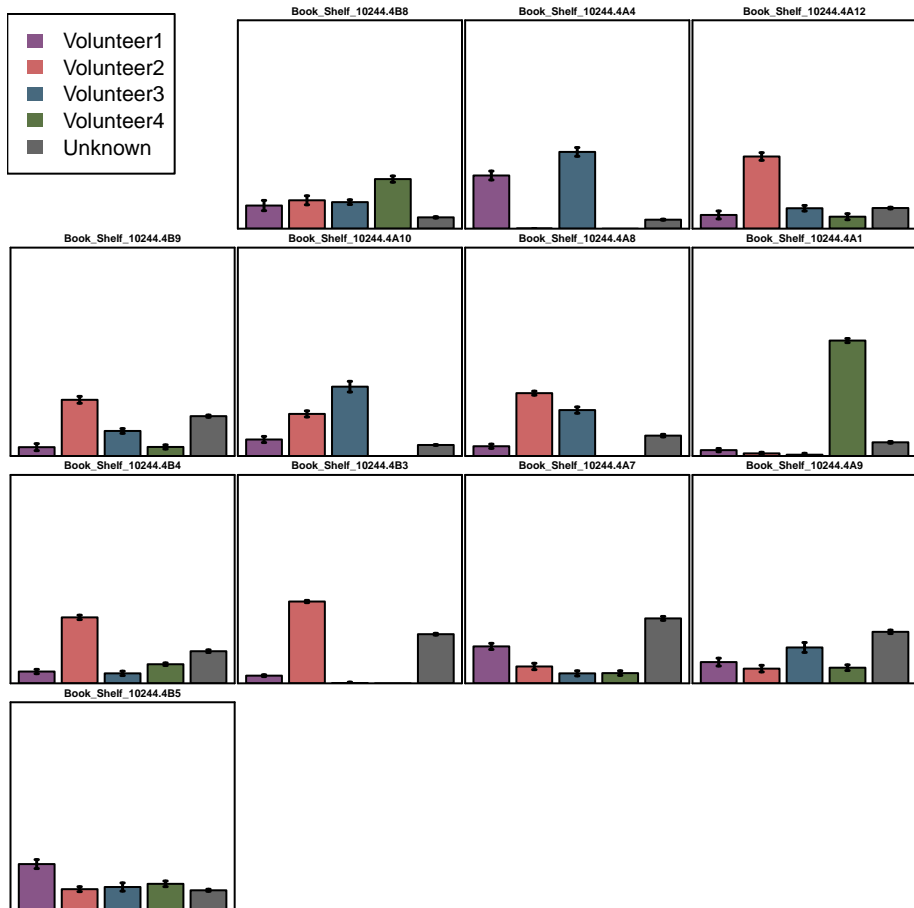 Volunteer1
Volunteer2
Volunteer3
Volunteer4
Unknown
Book_Shelf_10244.4B8
Book_Shelf_10244.4A4
Book_Shelf_10244.4A12
Book_Shelf_10244.4B9
Book_Shelf_10244.4A10
Book_Shelf_10244.4A8
Book_Shelf_10244.4A1
Book_Shelf_10244.4B4
Book_Shelf_10244.4B3
Book_Shelf_10244.4A7
Book_Shelf_10244.4A9
Book_Shelf_10244.4B5